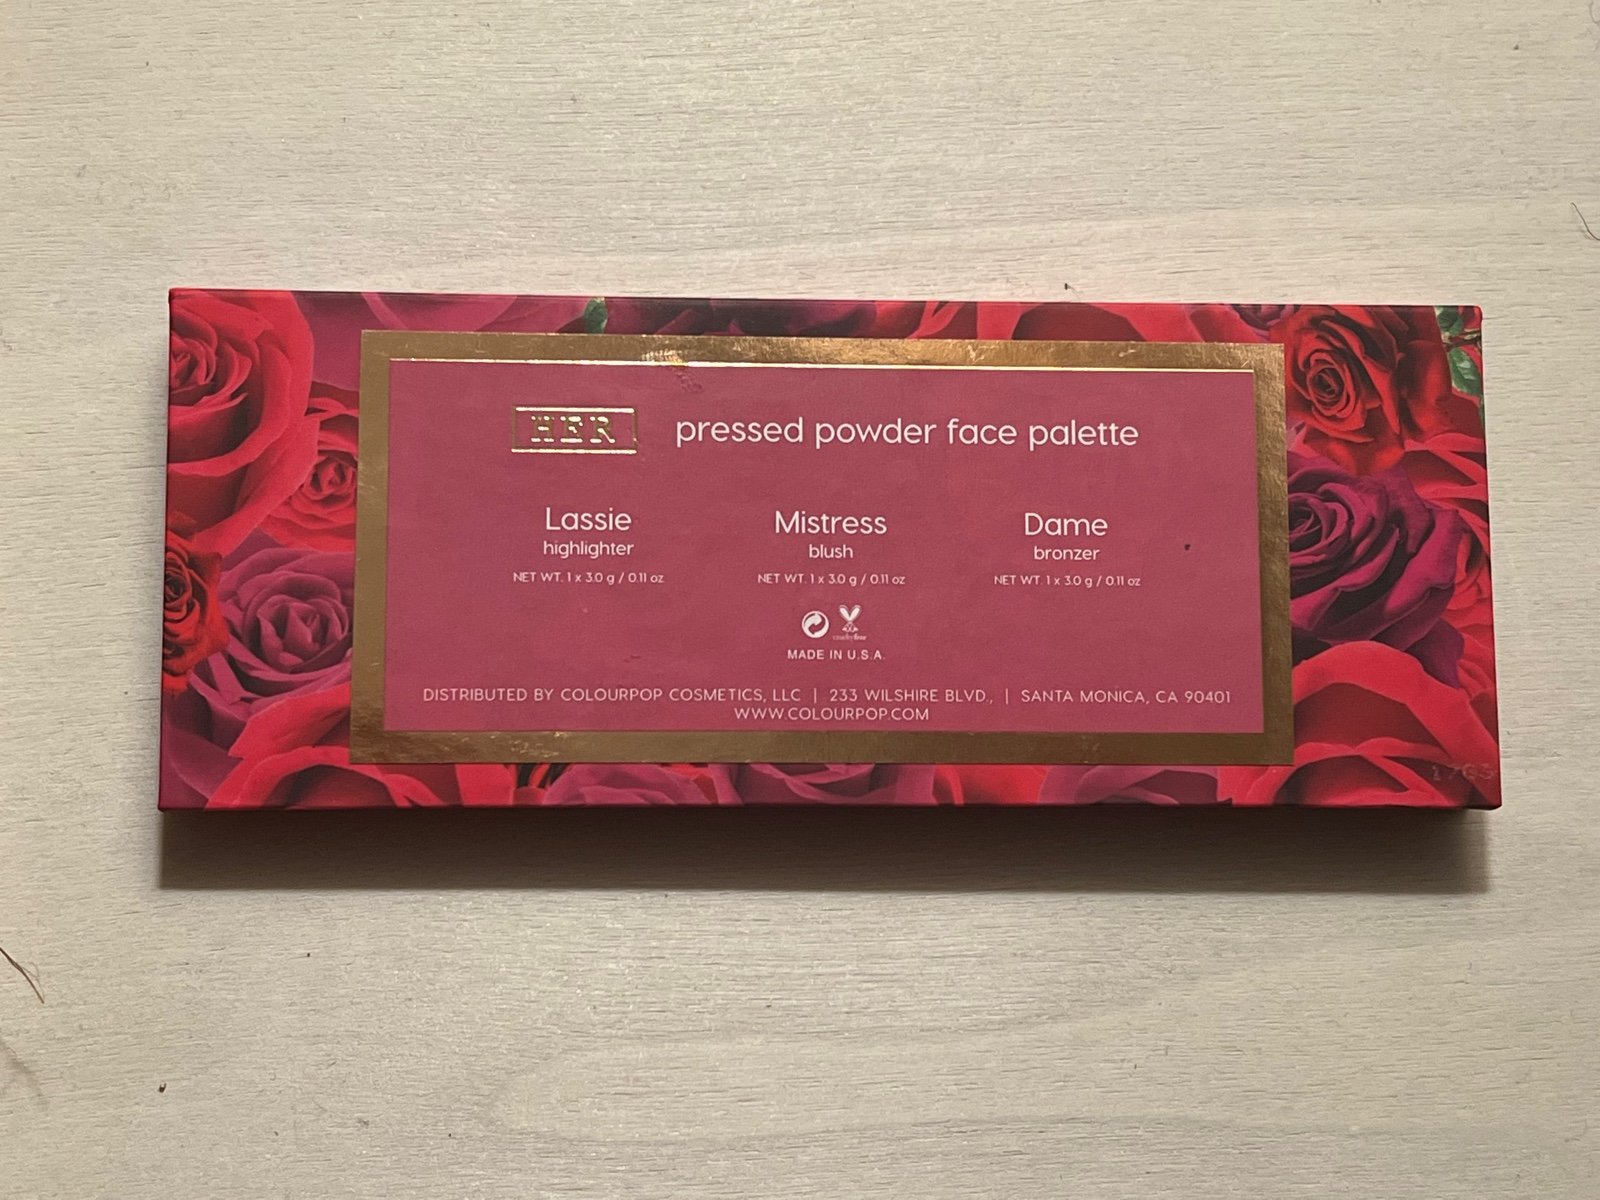 HER pressed powder face palette
Lassie Mistress Dame
highlighter blush bronzer
NET WT. 1 x 3.0 g / 0.11 oz NET WT. 1 x 3.0 g / 0.11 oz NET WT. 1 x 3.0 g / 0.11 oz
cruelty free
MADE IN U.S.A.
DISTRIBUTED BY COLOURPOP COSMETICS, LLC | 233 WILSHIRE BLVD., | SANTA MONICA, CA 90401
WWW.COLOURPOP.COM